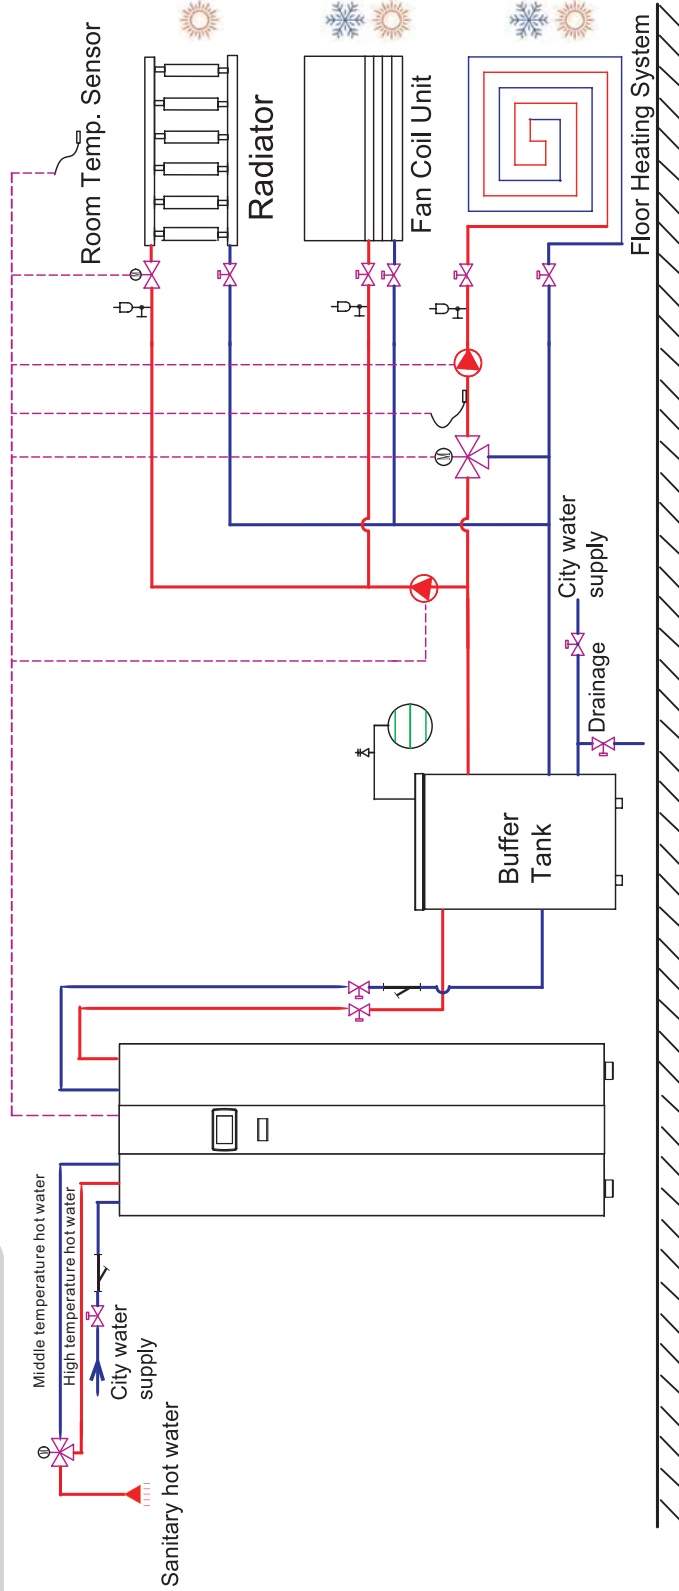 Middle temperature hot water
High temperature hot water
City water
supply
Sanitary hot water
Buffer
Tank
Drainage
City water
supply
Room Temp. Sensor
Radiator
Fan Coil Unit
Floor Heating System